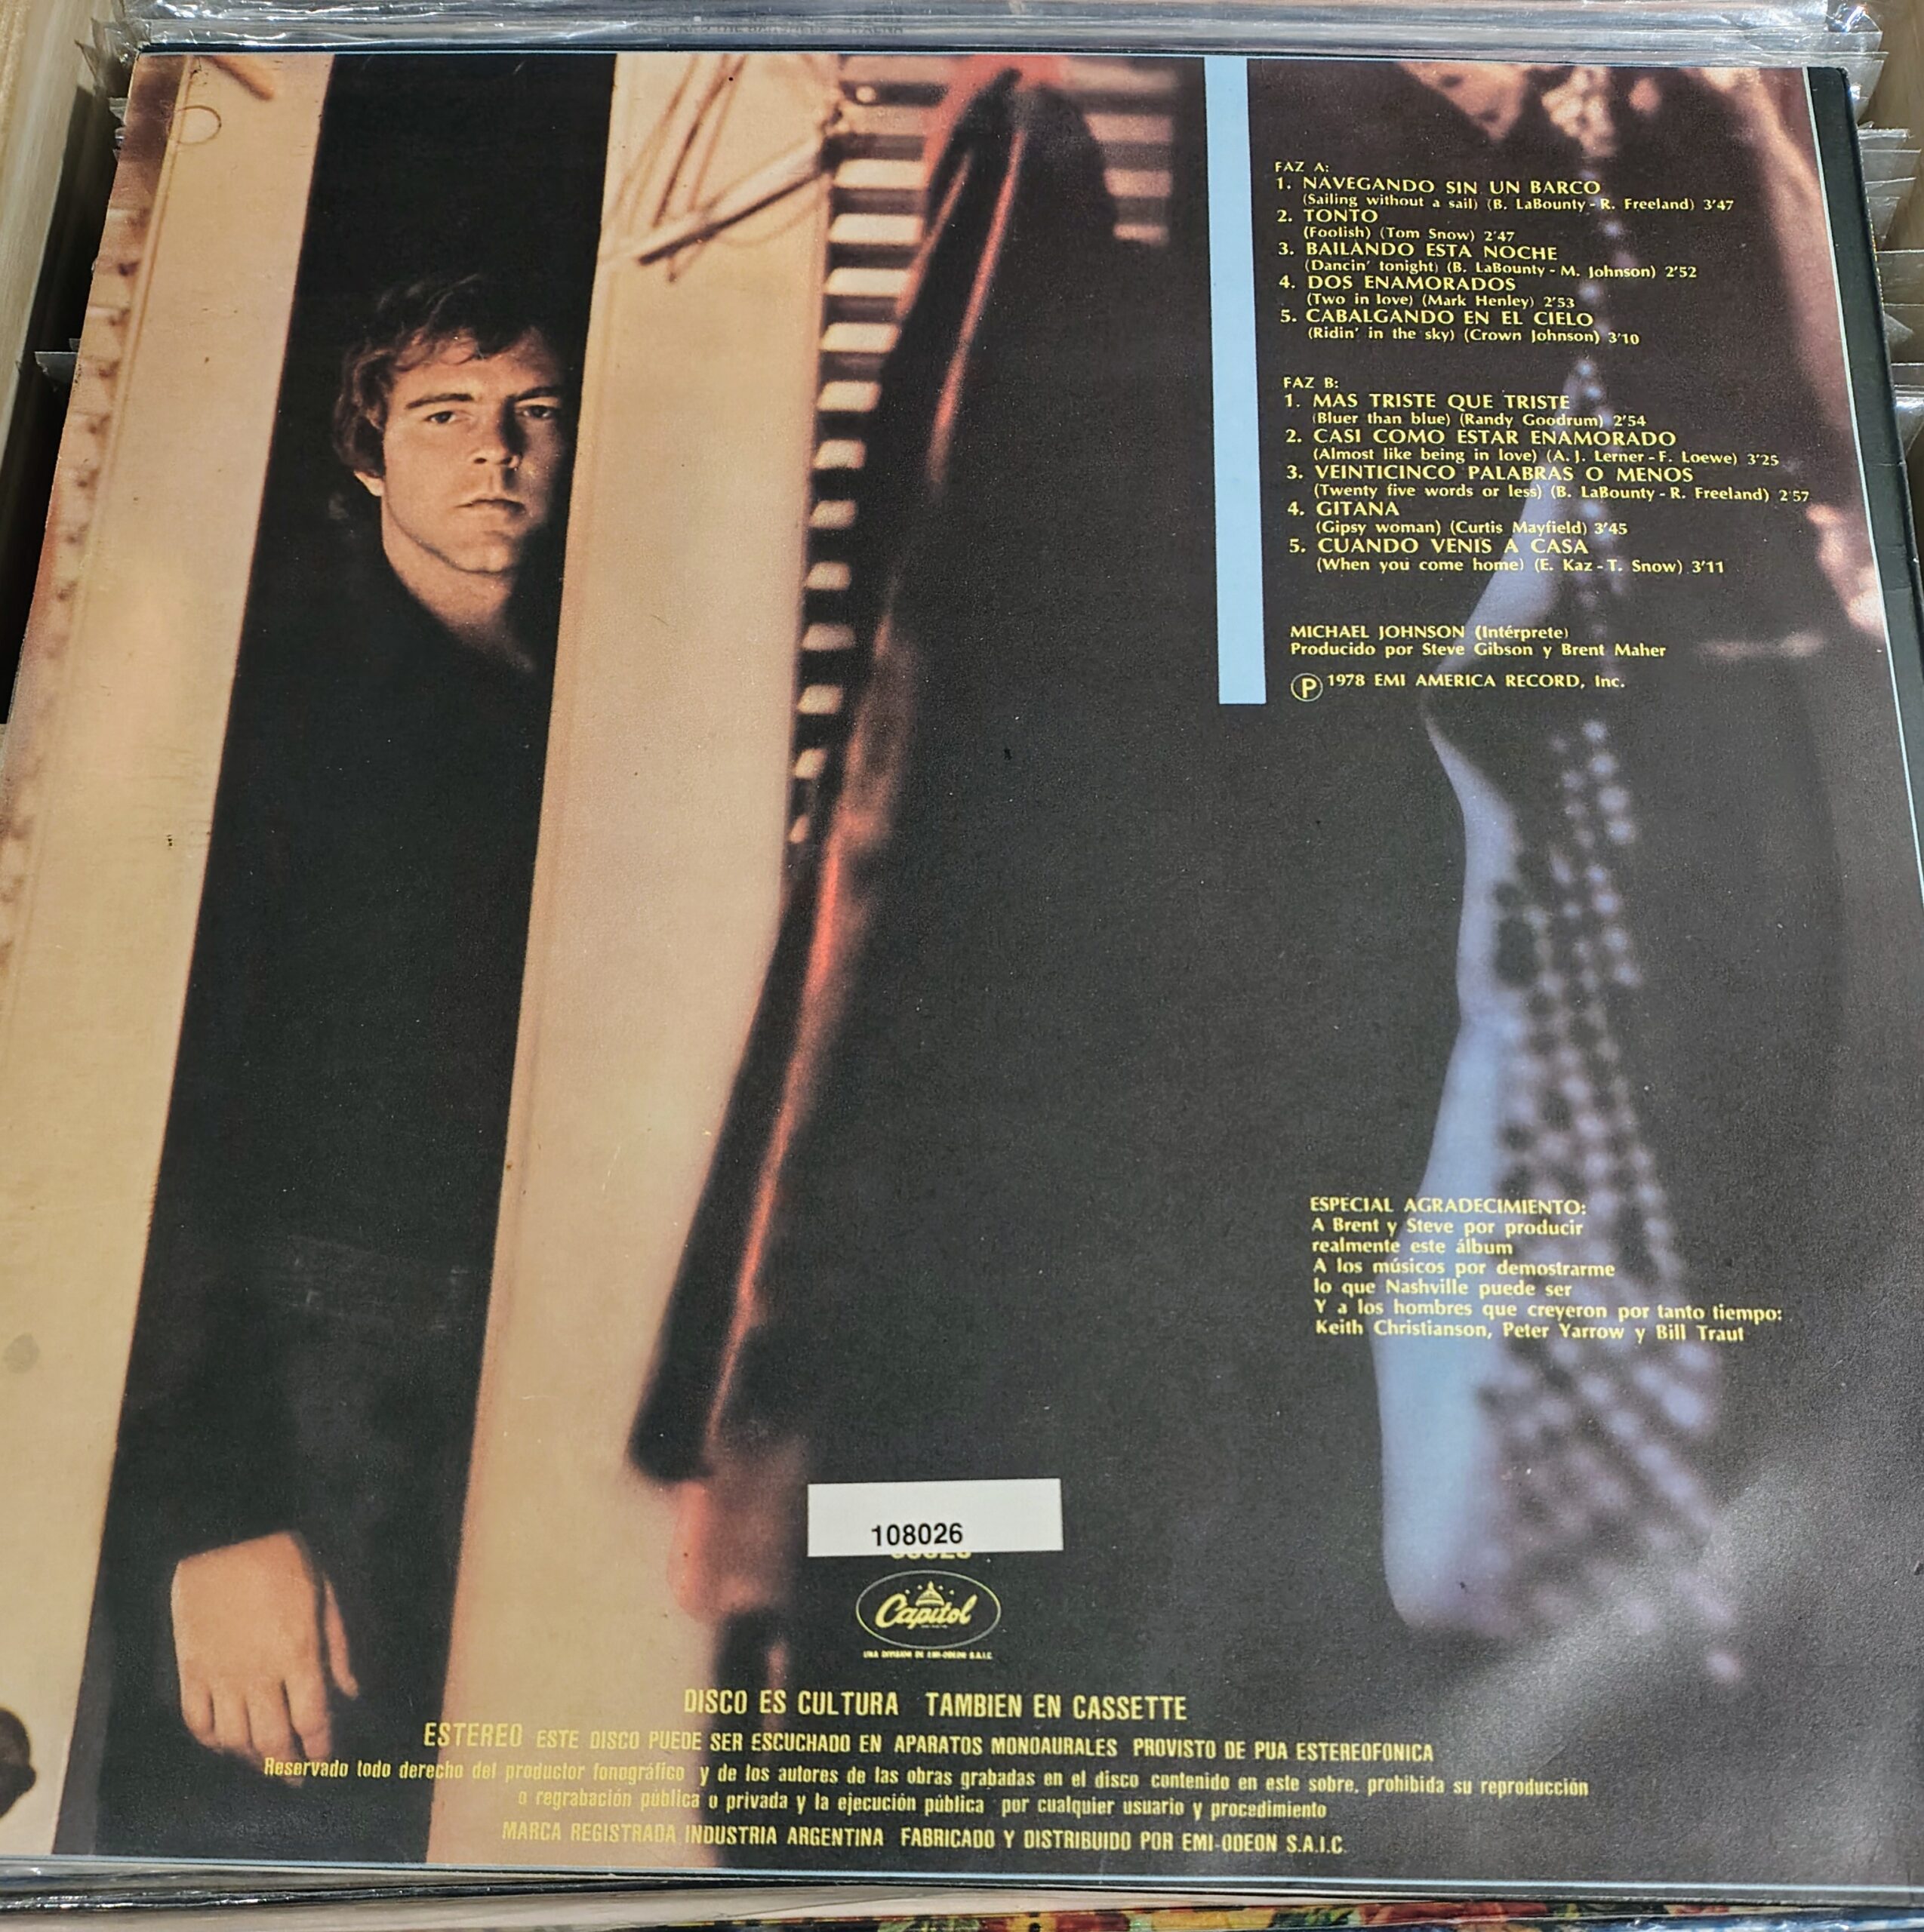 FAZ A:
1. NAVEGANDO SIN UN BARCO
(Sailing without a sail) (B. LaBounty - R. Freeland) 3'47
2. TONTO
(Foolish) (Tom Snow) 2'47
3. BAILANDO ESTA NOCHE
(Dancin' tonight) (B. LaBounty - M. Johnson) 2'52
4. DOS ENAMORADOS
(Two in love) (Mark Henley) 2'53
5. CABALGANDO EN EL CIELO
(Ridin' in the sky) (Crown Johnson) 3'10
FAZ B:
1. MAS TRISTE QUE TRISTE
(Bluer than blue) (Randy Goodrum) 2'54
2. CASI COMO ESTAR ENAMORADO
(Almost like being in love) (A. J. Lerner - F. Loewe) 3'25
3. VEINTICINCO PALABRAS O MENOS
(Twenty five words or less) (B. LaBounty - R. Freeland) 2'57
4. GITANA
(Gipsy woman) (Curtis Mayfield) 3'45
5. CUANDO VENIS A CASA
(When you come home) (E. Kaz - T. Snow) 3'11
MICHAEL JOHNSON (Intérprete)
Producido por Steve Gibson y Brent Maher
Ⓟ 1978 EMI AMERICA RECORD, Inc.
ESPECIAL AGRADECIMIENTO:
A Brent y Steve por producir
realmente este álbum
A los músicos por demostrarme
lo que Nashville puede ser
Y a los hombres que creyeron por tanto tiempo:
Keith Christianson, Peter Yarrow y Bill Traut
108026
Capitol
UNA DIVISION DE EMI-ODEON S.A.I.C.
DISCO ES CULTURA TAMBIEN EN CASSETTE
ESTEREO ESTE DISCO PUEDE SER ESCUCHADO EN APARATOS MONOAURALES PROVISTO DE PUA ESTEREOFONICA
Reservado todo derecho del productor fonográfico y de los autores de las obras grabadas en el disco contenido en este sobre, prohibida su reproducción
o regrabación pública o privada y la ejecución pública por cualquier usuario y procedimiento
MARCA REGISTRADA INDUSTRIA ARGENTINA FABRICADO Y DISTRIBUIDO POR EMI-ODEON S.A.I.C.